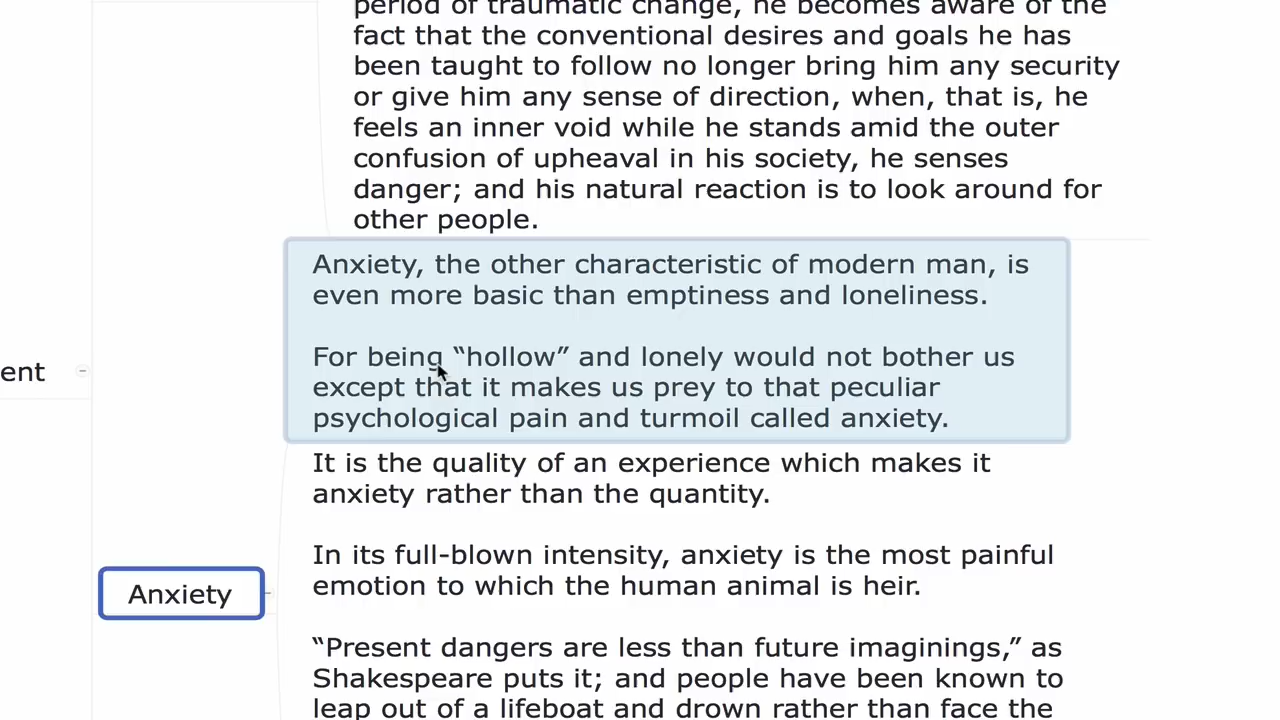 period of traumatic change, he becomes aware of the
fact that the conventional desires and goals he has
been taught to follow no longer bring him any security
or give him any sense of direction, when, that is, he
feels an inner void while he stands amid the outer
confusion of upheaval in his society, he senses
danger; and his natural reaction is to look around for
other people.
Anxiety, the other characteristic of modern man, is
even more basic than emptiness and loneliness.
For being “hollow” and lonely would not bother us
except that it makes us prey to that peculiar
psychological pain and turmoil called anxiety.
ent
It is the quality of an experience which makes it
anxiety rather than the quantity.
In its full-blown intensity, anxiety is the most painful
emotion to which the human animal is heir.
Anxiety
“Present dangers are less than future imaginings,” as
Shakespeare puts it; and people have been known to
leap out of a lifeboat and drown rather than face the